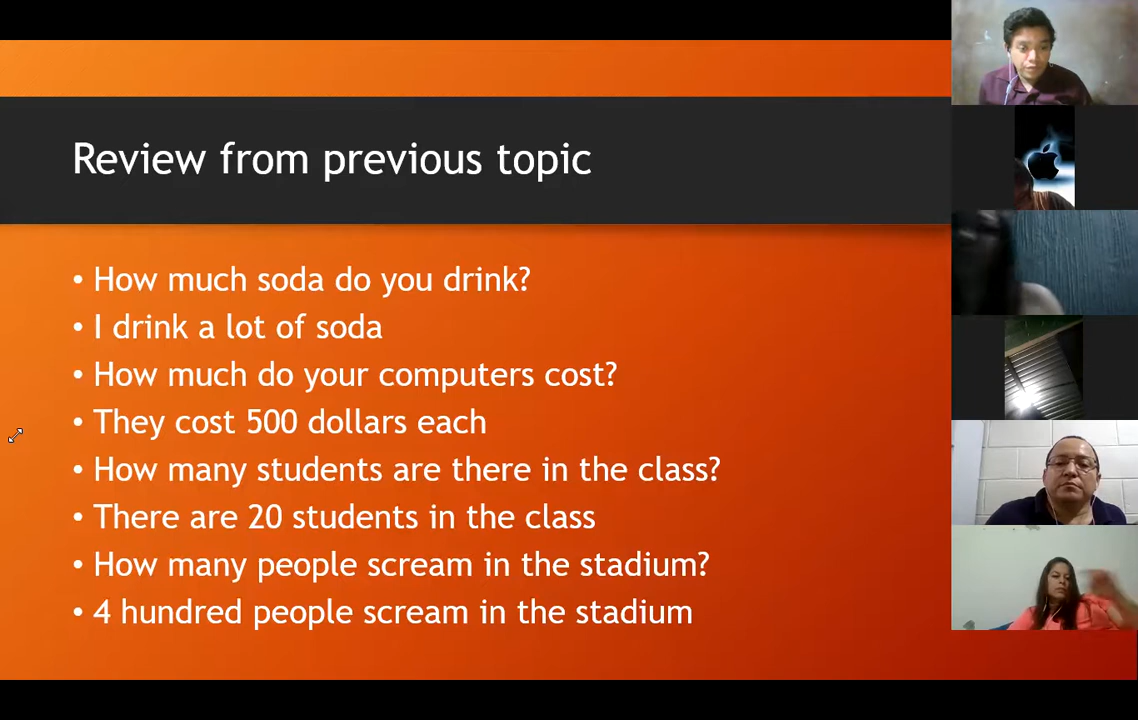 Review from previous topic
• How much soda do you drink?
• I drink a lot of soda
• How much do your computers cost?
• They cost 500 dollars each
• How many students are there in the class?
• There are 20 students in the class
• How many people scream in the stadium?
• 4 hundred people scream in the stadium